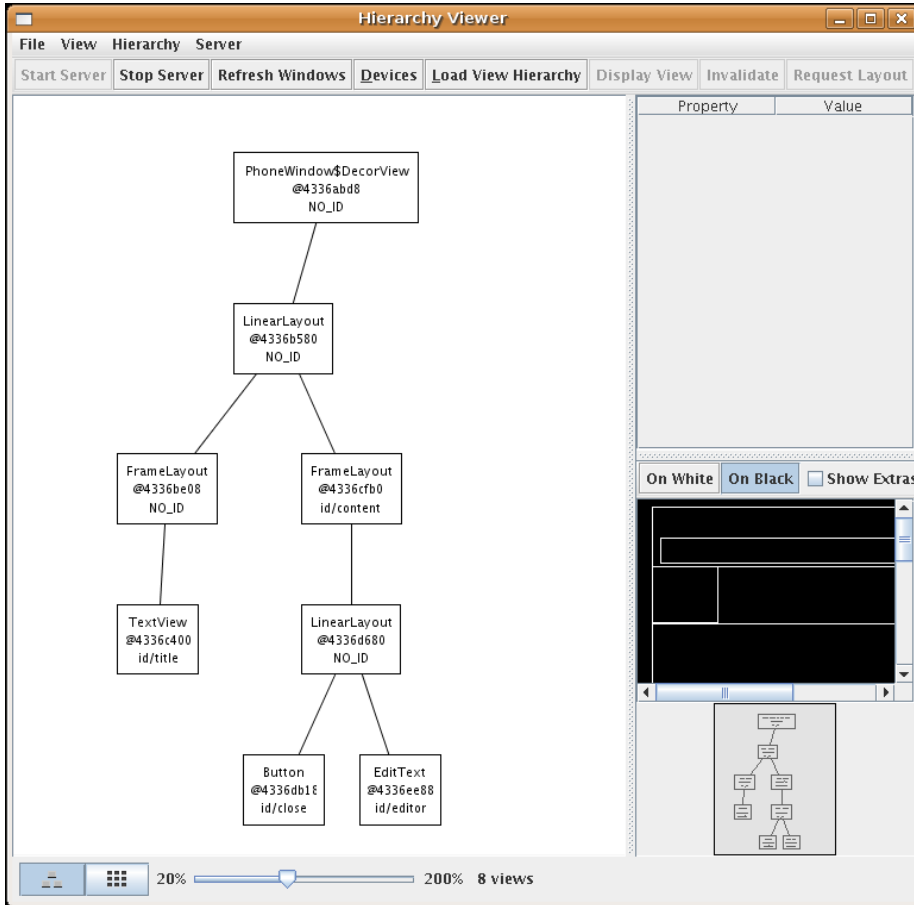 Hierarchy Viewer
File View Hierarchy Server
Start Server Stop Server Refresh Windows Devices Load View Hierarchy Display View Invalidate Request Layout
Property Value
PhoneWindow$DecorView
@4336abd8
NO_ID
LinearLayout
@4336b580
NO_ID
FrameLayout
@4336be08
NO_ID
FrameLayout
@4336cfb0
id/content
TextView
@4336c400
id/title
LinearLayout
@4336d680
NO_ID
Button
@4336db18
id/close
EditText
@4336ee88
id/editor
On White On Black Show Extras
20% 200% 8 views